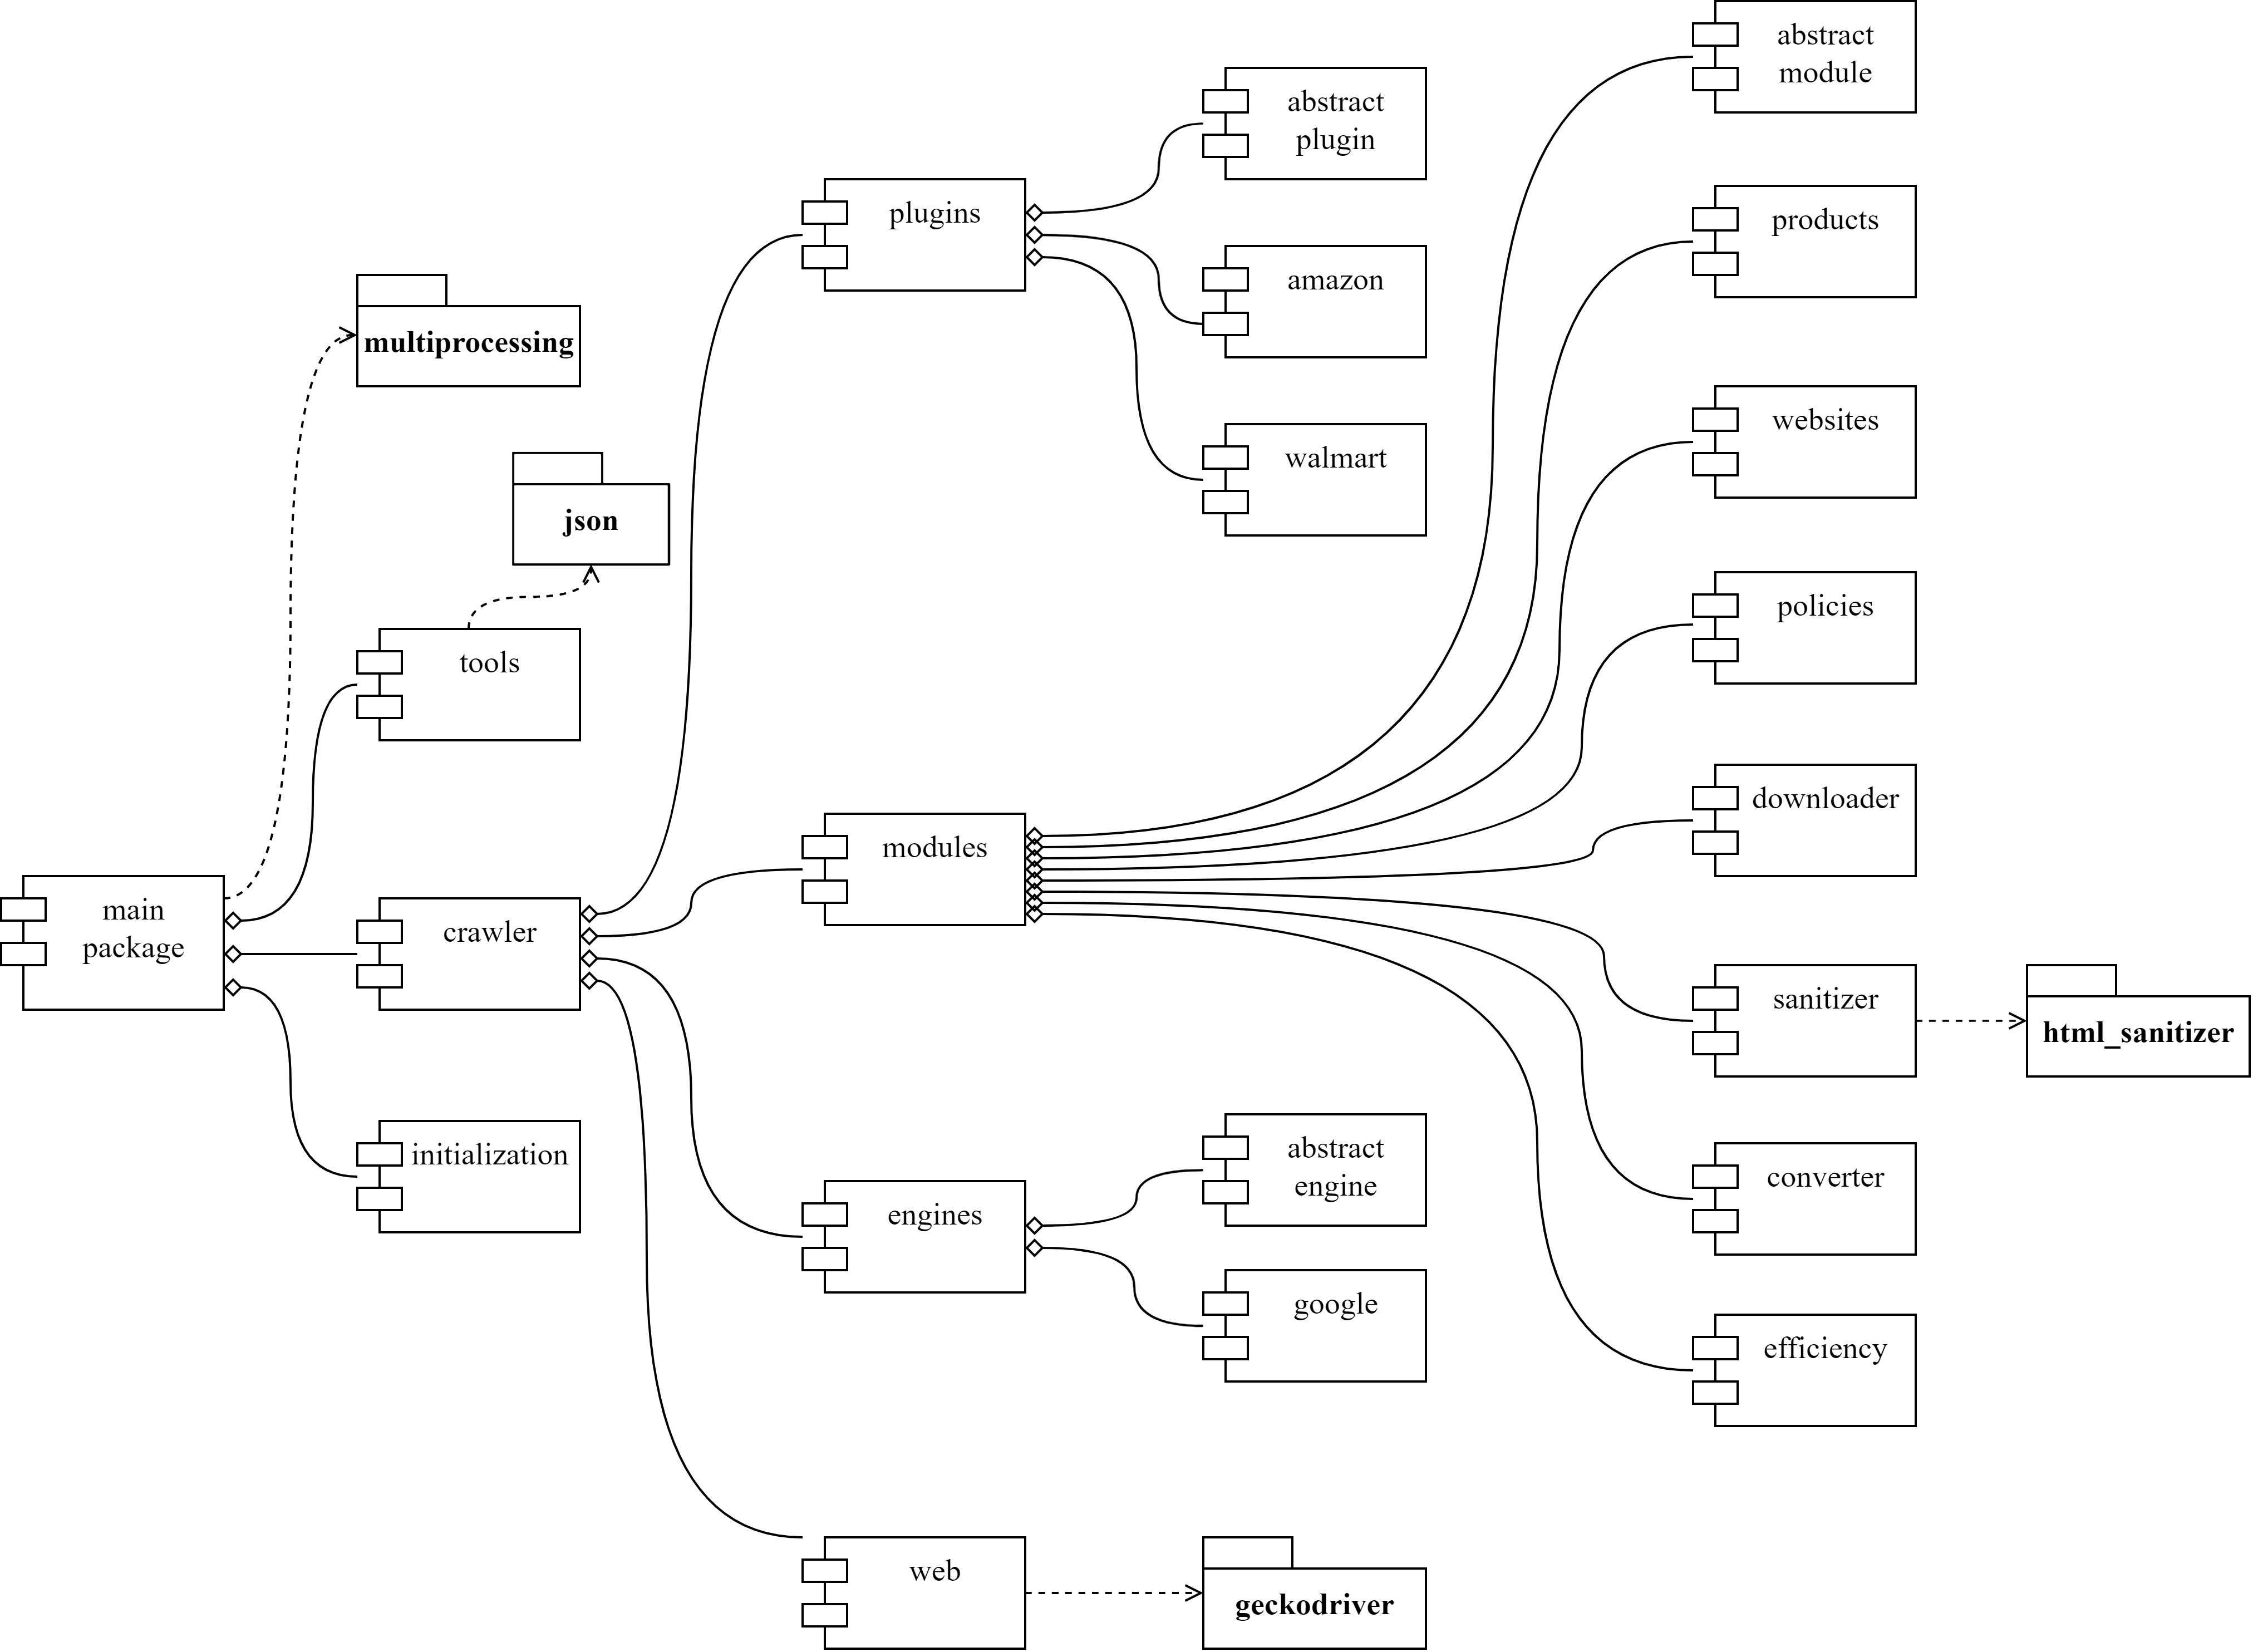 abstract
module
abstract
plugin
plugins
products
amazon
multiprocessing
websites
walmart
json
policies
tools
downloader
modules
main
package
crawler
sanitizer
html_sanitizer
initialization
abstract
engine
converter
engines
google
efficiency
web
geckodriver